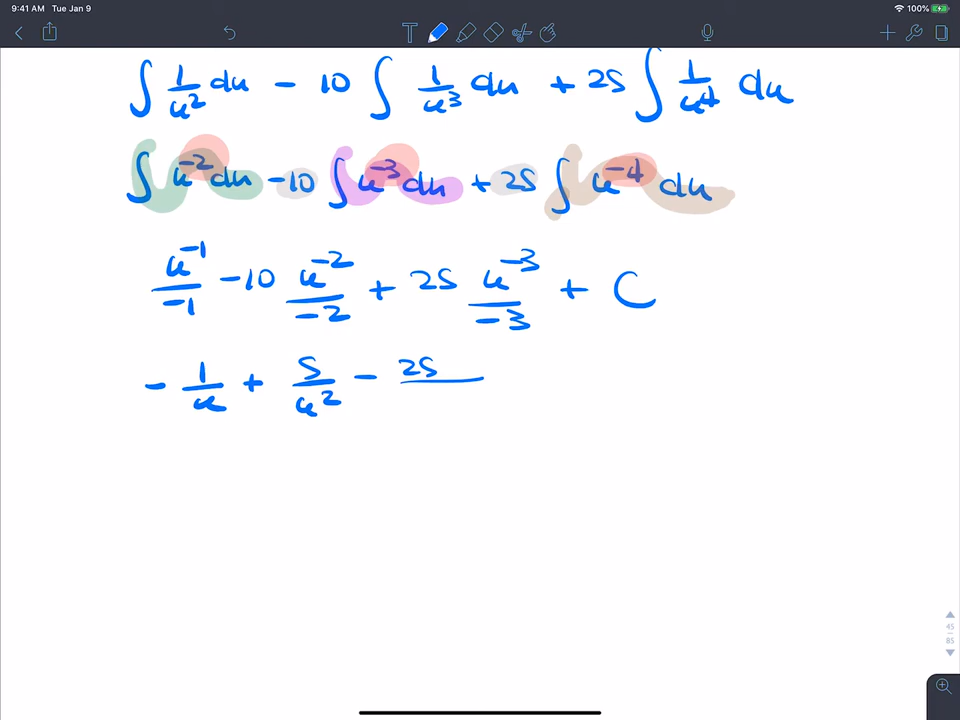 9:41 AM Tue Jan 9 100%
T
∫ 1/u² du - 10 ∫ 1/u³ du + 25 ∫ 1/u⁴ du
∫ u⁻² du - 10 ∫ u⁻³ du + 25 ∫ u⁻⁴ du
u⁻¹/-1 - 10 u⁻²/-2 + 25 u⁻³/-3 + C
- 1/u + 5/u² - 25/
45
85